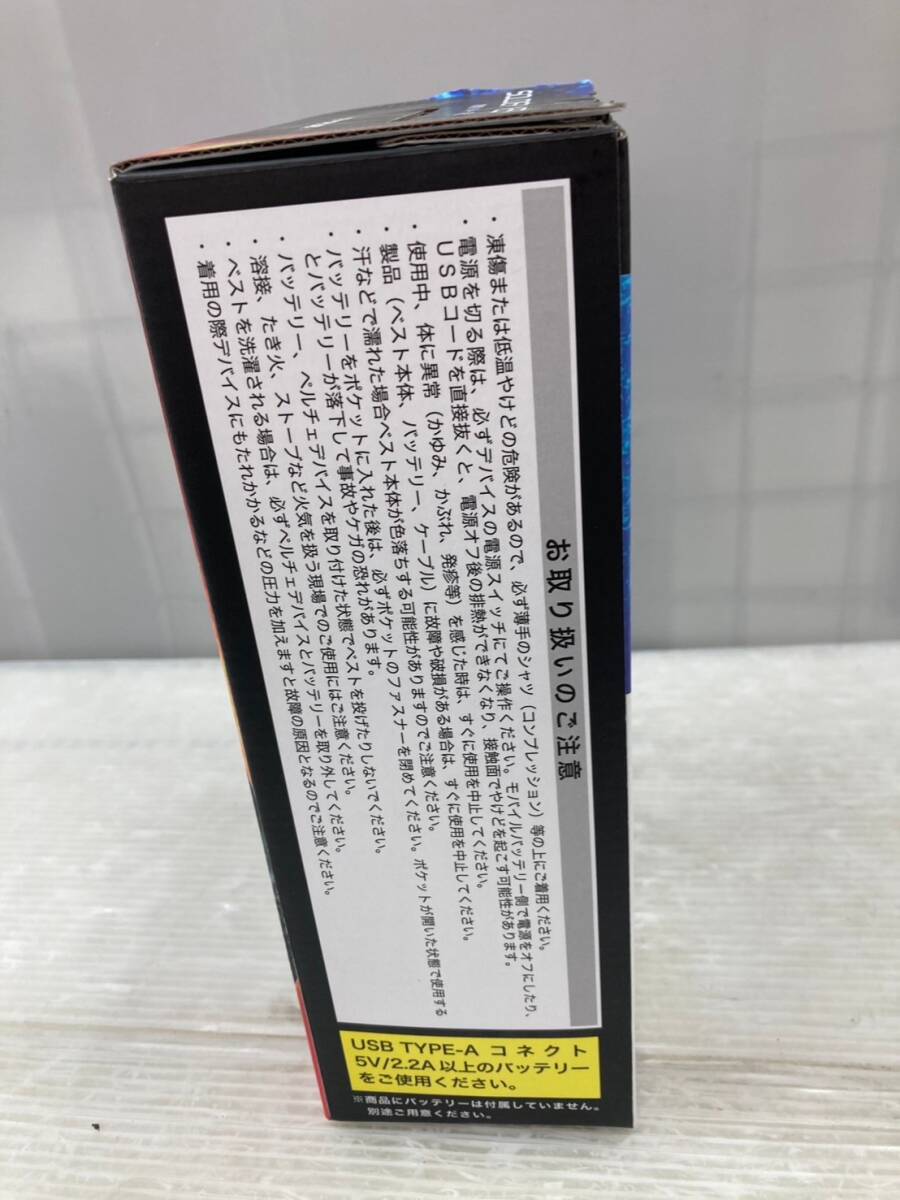 お取り扱いのご注意
・凍傷または低温やけどの危険があるので、必ず薄手のシャツ（コンプレッション）等の上にご着用ください。
・電源を切る際は、必ずデバイスの電源スイッチにてご操作ください。モバイルバッテリー側で電源をオフにしたり、
USBコードを直接抜くと、電源オフ後の排熱ができなくなり、接触面でやけどを起こす可能性があります。
・使用中、体に異常（かゆみ、かぶれ、発疹等）を感じた時は、すぐに使用を中止してください。
・製品（ベスト本体、バッテリー、ケーブル）に故障や破損がある場合は、すぐに使用を中止してください。
・汗などで濡れた場合ベスト本体が色落ちする可能性がありますのでご注意ください。
・バッテリーをポケットに入れた後は、必ずポケットのファスナーを閉めてください。ポケットが開いた状態で使用する
とバッテリーが落下して事故やケガの恐れがあります。
・バッテリー、ペルチェデバイスを取り付けた状態でベストを投げたりしないでください。
・溶接、たき火、ストーブなど火気を扱う現場でのご使用にはご注意ください。
・ベストを洗濯される場合は、必ずペルチェデバイスとバッテリーを取り外してください。
・着用の際デバイスにもたれかかるなどの圧力を加えますと故障の原因となるのでご注意ください。
USB TYPE-A コネクト
5V/2.2A以上のバッテリー
をご使用ください。
※商品にバッテリーは付属していません。
別途ご用意ください。